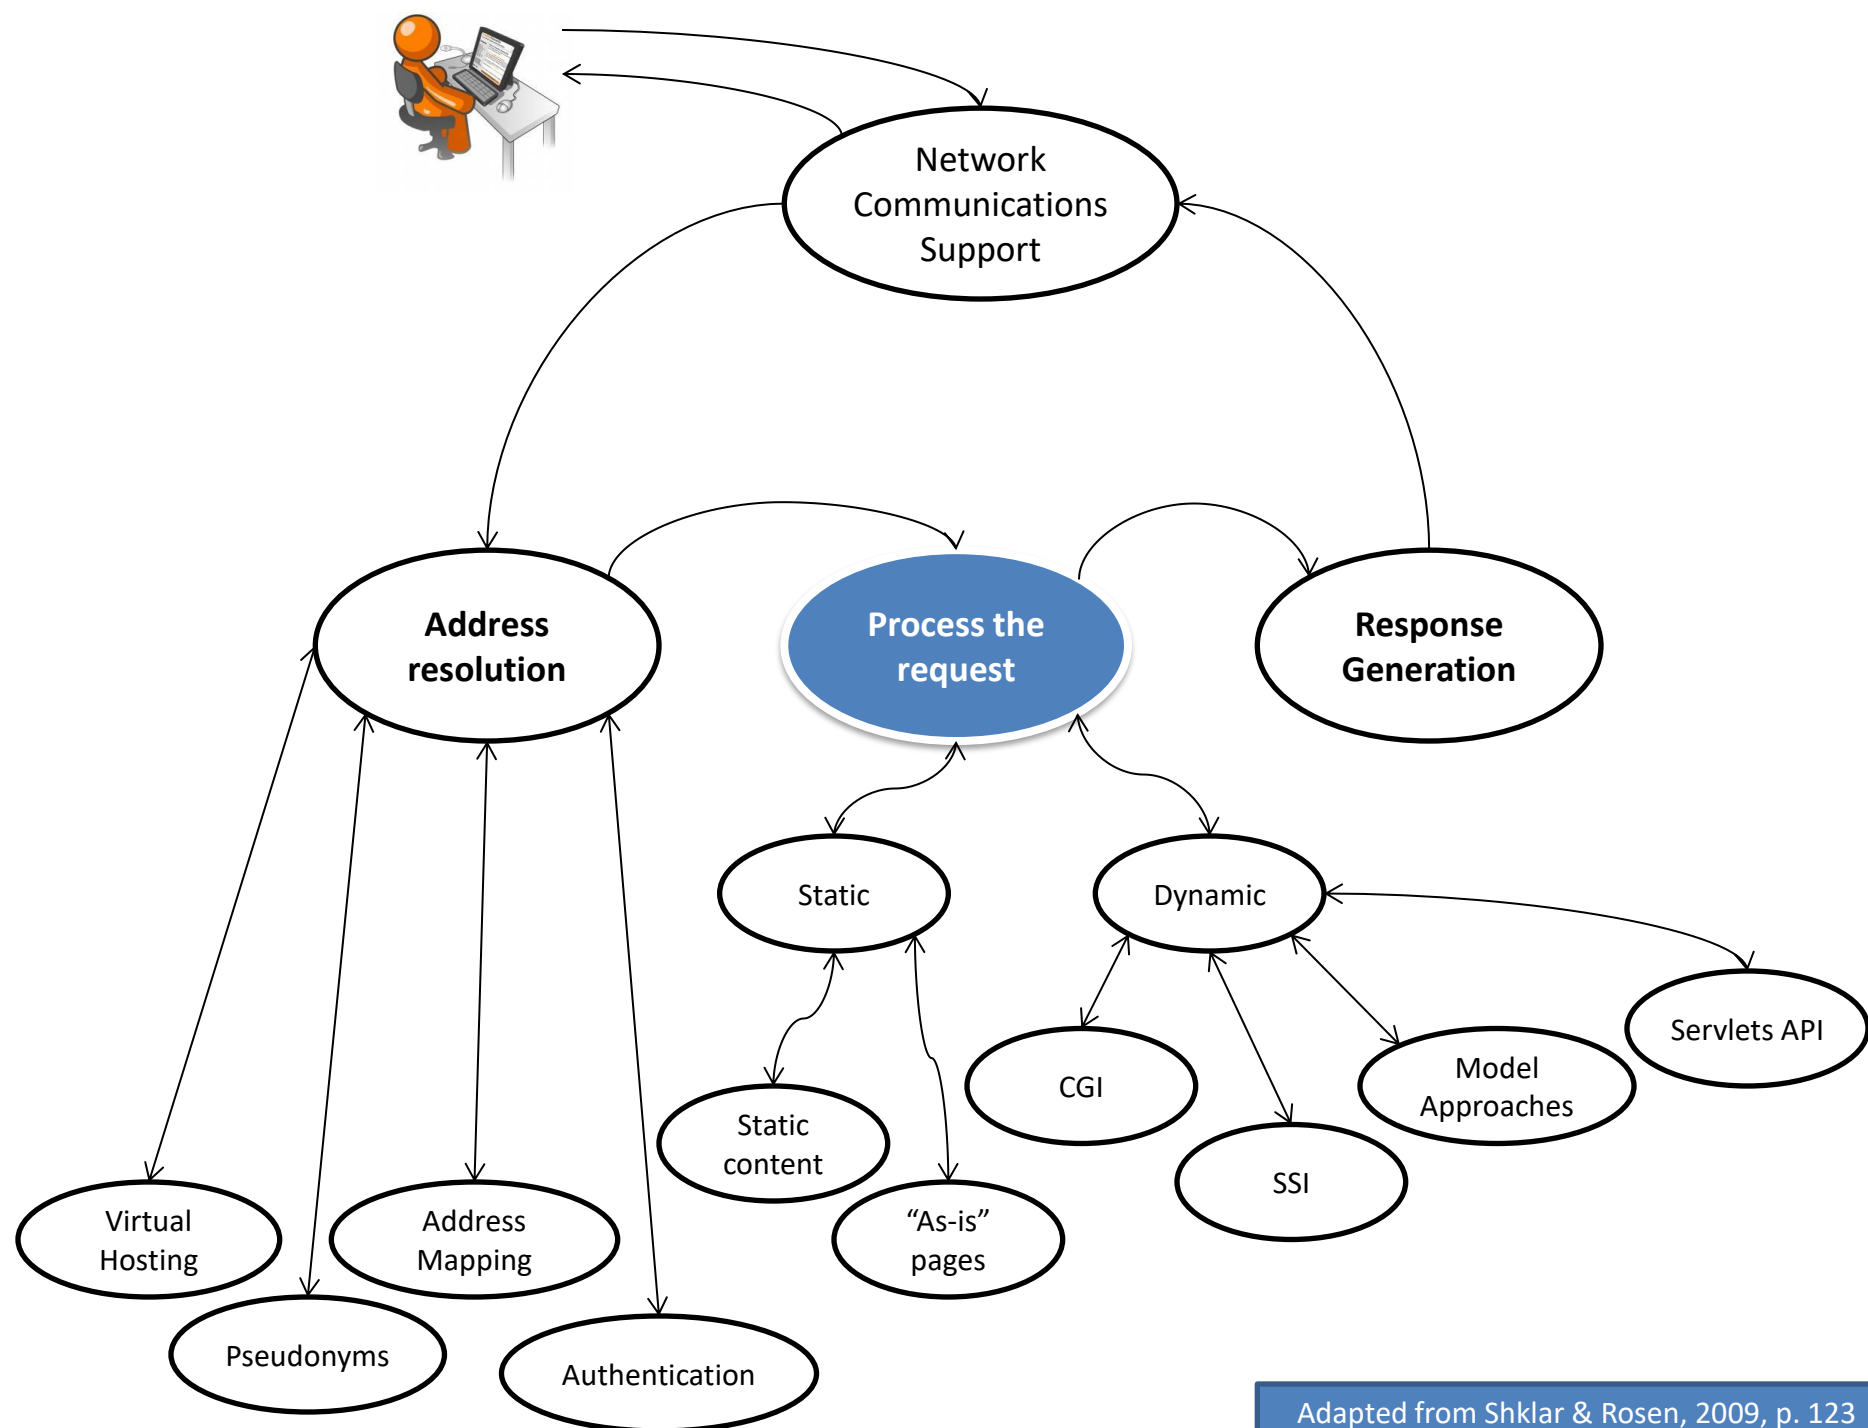 Network
Communications
Support
Address
resolution
Process the
request
Response
Generation
Static
Dynamic
Servlets API
CGI
Model
Approaches
Static
content
SSI
Virtual
Hosting
Address
Mapping
“As-is”
pages
Pseudonyms
Authentication
Adapted from Shklar & Rosen, 2009, p. 123